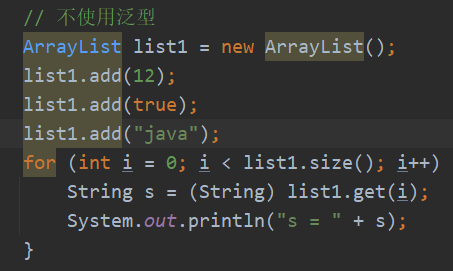 // 不使用泛型
ArrayList list1 = new ArrayList();
list1.add(12);
list1.add(true);
list1.add("java");
for (int i = 0; i < list1.size(); i++)
String s = (String) list1.get(i);
System.out.println("s = " + s);
}